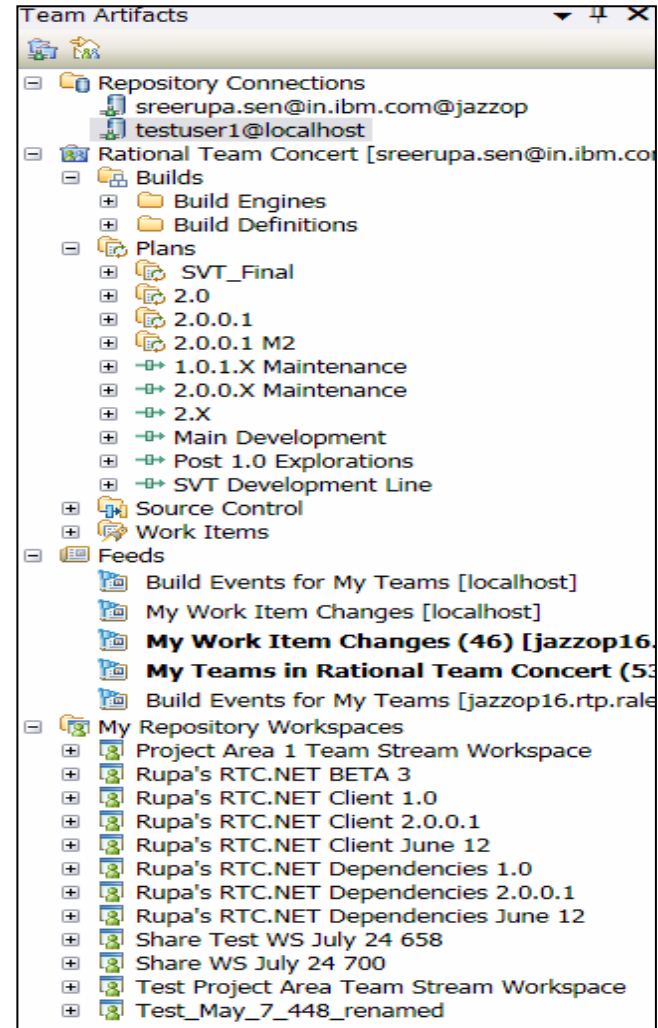 Team Artifacts
Repository Connections
sreerupa.sen@in.ibm.com@jazzop
testuser1@localhost
Rational Team Concert [sreerupa.sen@in.ibm.co
Builds
Build Engines
Build Definitions
Plans
SVT_Final
2.0
2.0.0.1
2.0.0.1 M2
1.0.1.X Maintenance
2.0.0.X Maintenance
2.X
Main Development
Post 1.0 Explorations
SVT Development Line
Source Control
Work Items
Feeds
Build Events for My Teams [localhost]
My Work Item Changes [localhost]
My Work Item Changes (46) [jazzop16.
My Teams in Rational Team Concert (53
Build Events for My Teams [jazzop16.rtp.rale
My Repository Workspaces
Project Area 1 Team Stream Workspace
Rupa's RTC.NET BETA 3
Rupa's RTC.NET Client 1.0
Rupa's RTC.NET Client 2.0.0.1
Rupa's RTC.NET Client June 12
Rupa's RTC.NET Dependencies 1.0
Rupa's RTC.NET Dependencies 2.0.0.1
Rupa's RTC.NET Dependencies June 12
Share Test WS July 24 658
Share WS July 24 700
Test Project Area Team Stream Workspace
Test_May_7_448_renamed